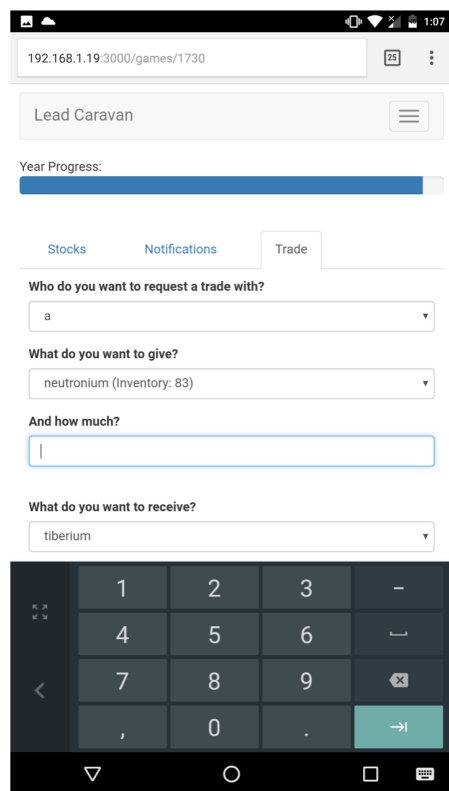 1:07
192.168.1.19:3000/games/1730
25
Lead Caravan
Year Progress:
Stocks Notifications Trade
Who do you want to request a trade with?
a
What do you want to give?
neutronium (Inventory: 83)
And how much?
What do you want to receive?
tiberium
1 2 3 -
4 5 6
7 8 9
, 0 .